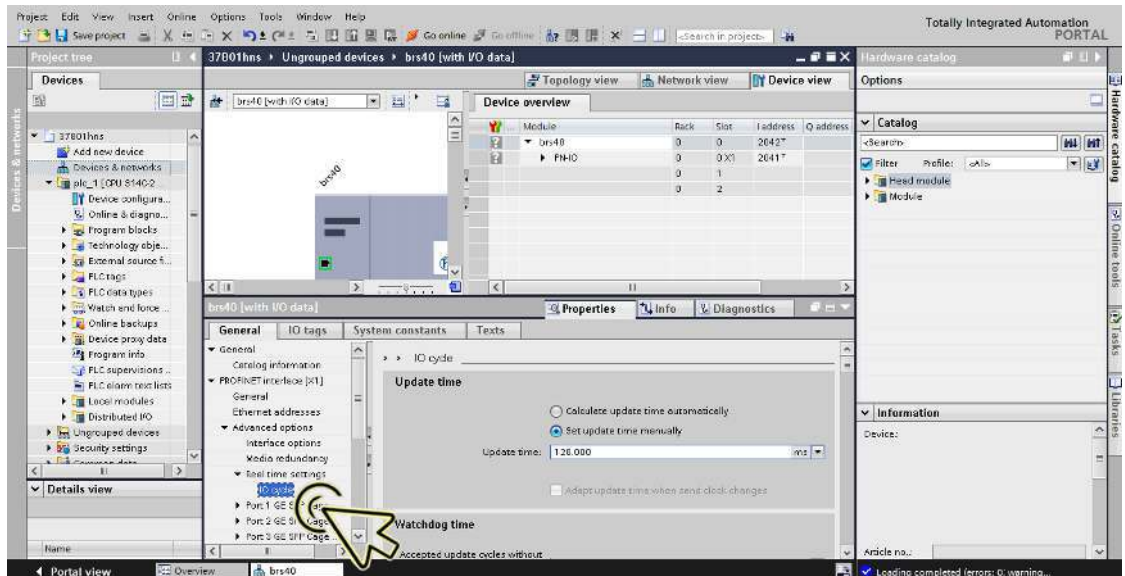 Project Edit View Insert Online Options Tools Window Help
Totally Integrated Automation
PORTAL
Save project
Go online
Go offline
<Search in project>
Project tree
37801hns
Ungrouped devices
brs40 [with I/O data]
Hardware catalog
Devices
Topology view
Network view
Device view
Options
brs40 [with I/O data]
Device overview
Module
Rack
Slot
I address
Q address
brs40
0
0
2042*
PN-IO
0
0 X1
2041*
0
1
0
2
brs40
37801hns
Add new device
Devices & networks
plc_1 [CPU 314C-2
Device configura...
Online & diagno...
Program blocks
Technology obje...
External source f...
PLC tags
PLC data types
Watch and force ...
Online backups
Device proxy data
Program info
PLC supervisions ..
PLC alarm text lists
Local modules
Distributed I/O
Ungrouped devices
Security settings
Common data
Details view
Name
Catalog
<Search>
Filter
Profile:
<All>
Head module
Module
Information
Device:
Article no.:
Devices & networks
Hardware catalog
Online tools
Tasks
Libraries
brs40 [with I/O data]
Properties
Info
Diagnostics
General
IO tags
System constants
Texts
General
Catalog information
PROFINET interface [X1]
General
Ethernet addresses
Advanced options
Interface options
Media redundancy
Real time settings
IO cycle
Port 1 GE SFP Cage
Port 2 GE SFP Cage
Port 3 GE SFP Cage
IO cycle
Update time
Calculate update time automatically
Set update time manually
Update time:
128.000
ms
Adapt update time when send clock changes
Watchdog time
Accepted update cycles without
Portal view
Overview
brs40
Loading completed (errors: 0; warning...